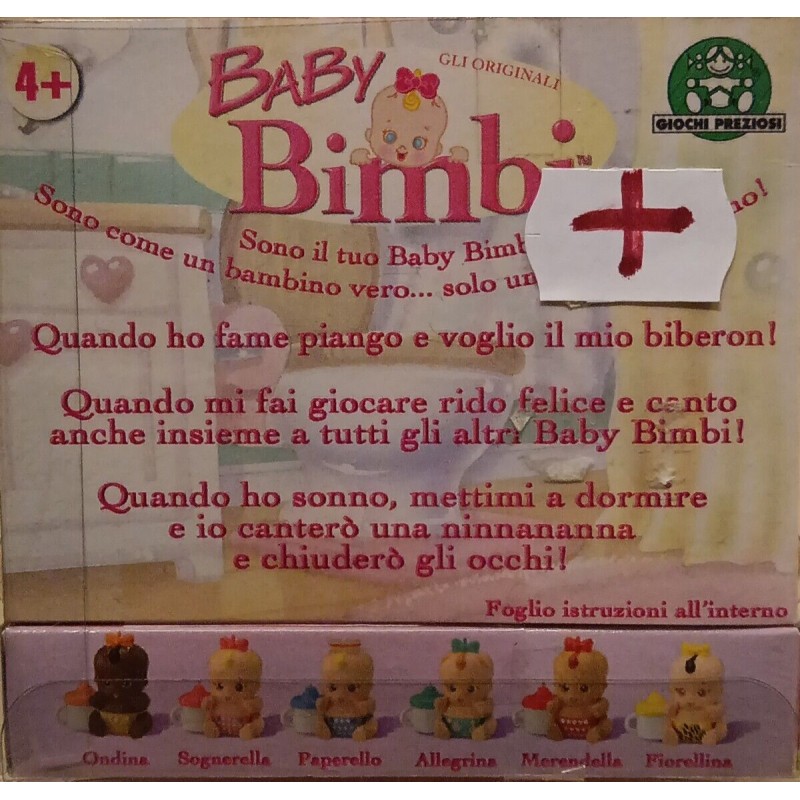 4+
BABY
GLI ORIGINALI
Bimbi™
GIOCHI PREZIOSI
Sono il tuo Baby
Sono come un bambino vero... solo
Quando ho fame piango e voglio il mio biberon!
Quando mi fai giocare rido felice e canto
anche insieme a tutti gli altri Baby Bimbi!
Quando ho sonno, mettimi a dormire
e io canterò una ninnananna
e chiuderò gli occhi!
Foglio istruzioni all'interno
Ondina Sognerella Paperello Allegrina Merendella Fiorellina